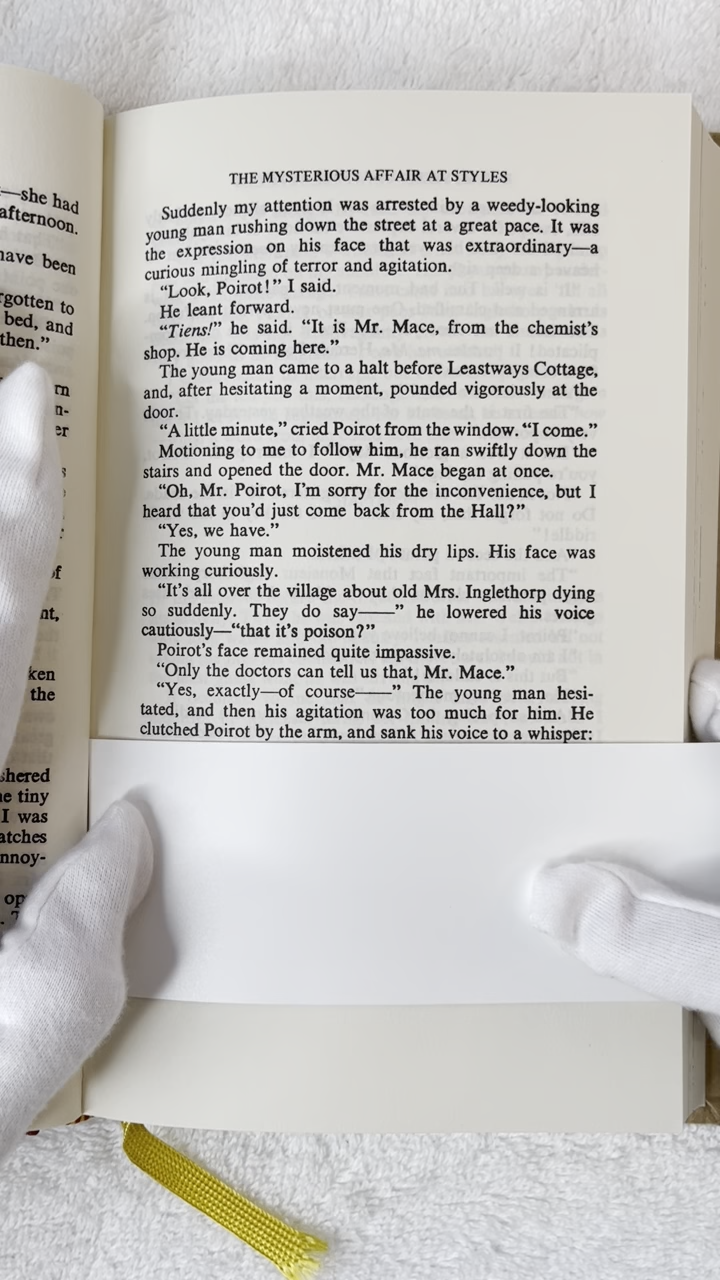 —she had
afternoon.
have been
bed, and
then."
ken
the
tiny
I was
THE MYSTERIOUS AFFAIR AT STYLES
Suddenly my attention was arrested by a weedy-looking
young man rushing down the street at a great pace. It was
the expression on his face that was extraordinary—a
curious mingling of terror and agitation.
"Look, Poirot!" I said.
He leant forward.
"Tiens!" he said. "It is Mr. Mace, from the chemist's
shop. He is coming here."
The young man came to a halt before Leastways Cottage,
and, after hesitating a moment, pounded vigorously at the
door.
"A little minute," cried Poirot from the window. "I come."
Motioning to me to follow him, he ran swiftly down the
stairs and opened the door. Mr. Mace began at once.
"Oh, Mr. Poirot, I'm sorry for the inconvenience, but I
heard that you'd just come back from the Hall?"
"Yes, we have."
The young man moistened his dry lips. His face was
working curiously.
"It's all over the village about old Mrs. Inglethorp dying
so suddenly. They do say——" he lowered his voice
cautiously—"that it's poison?"
Poirot's face remained quite impassive.
"Only the doctors can tell us that, Mr. Mace."
"Yes, exactly—of course——" The young man hesi-
tated, and then his agitation was too much for him. He
clutched Poirot by the arm, and sank his voice to a whisper: